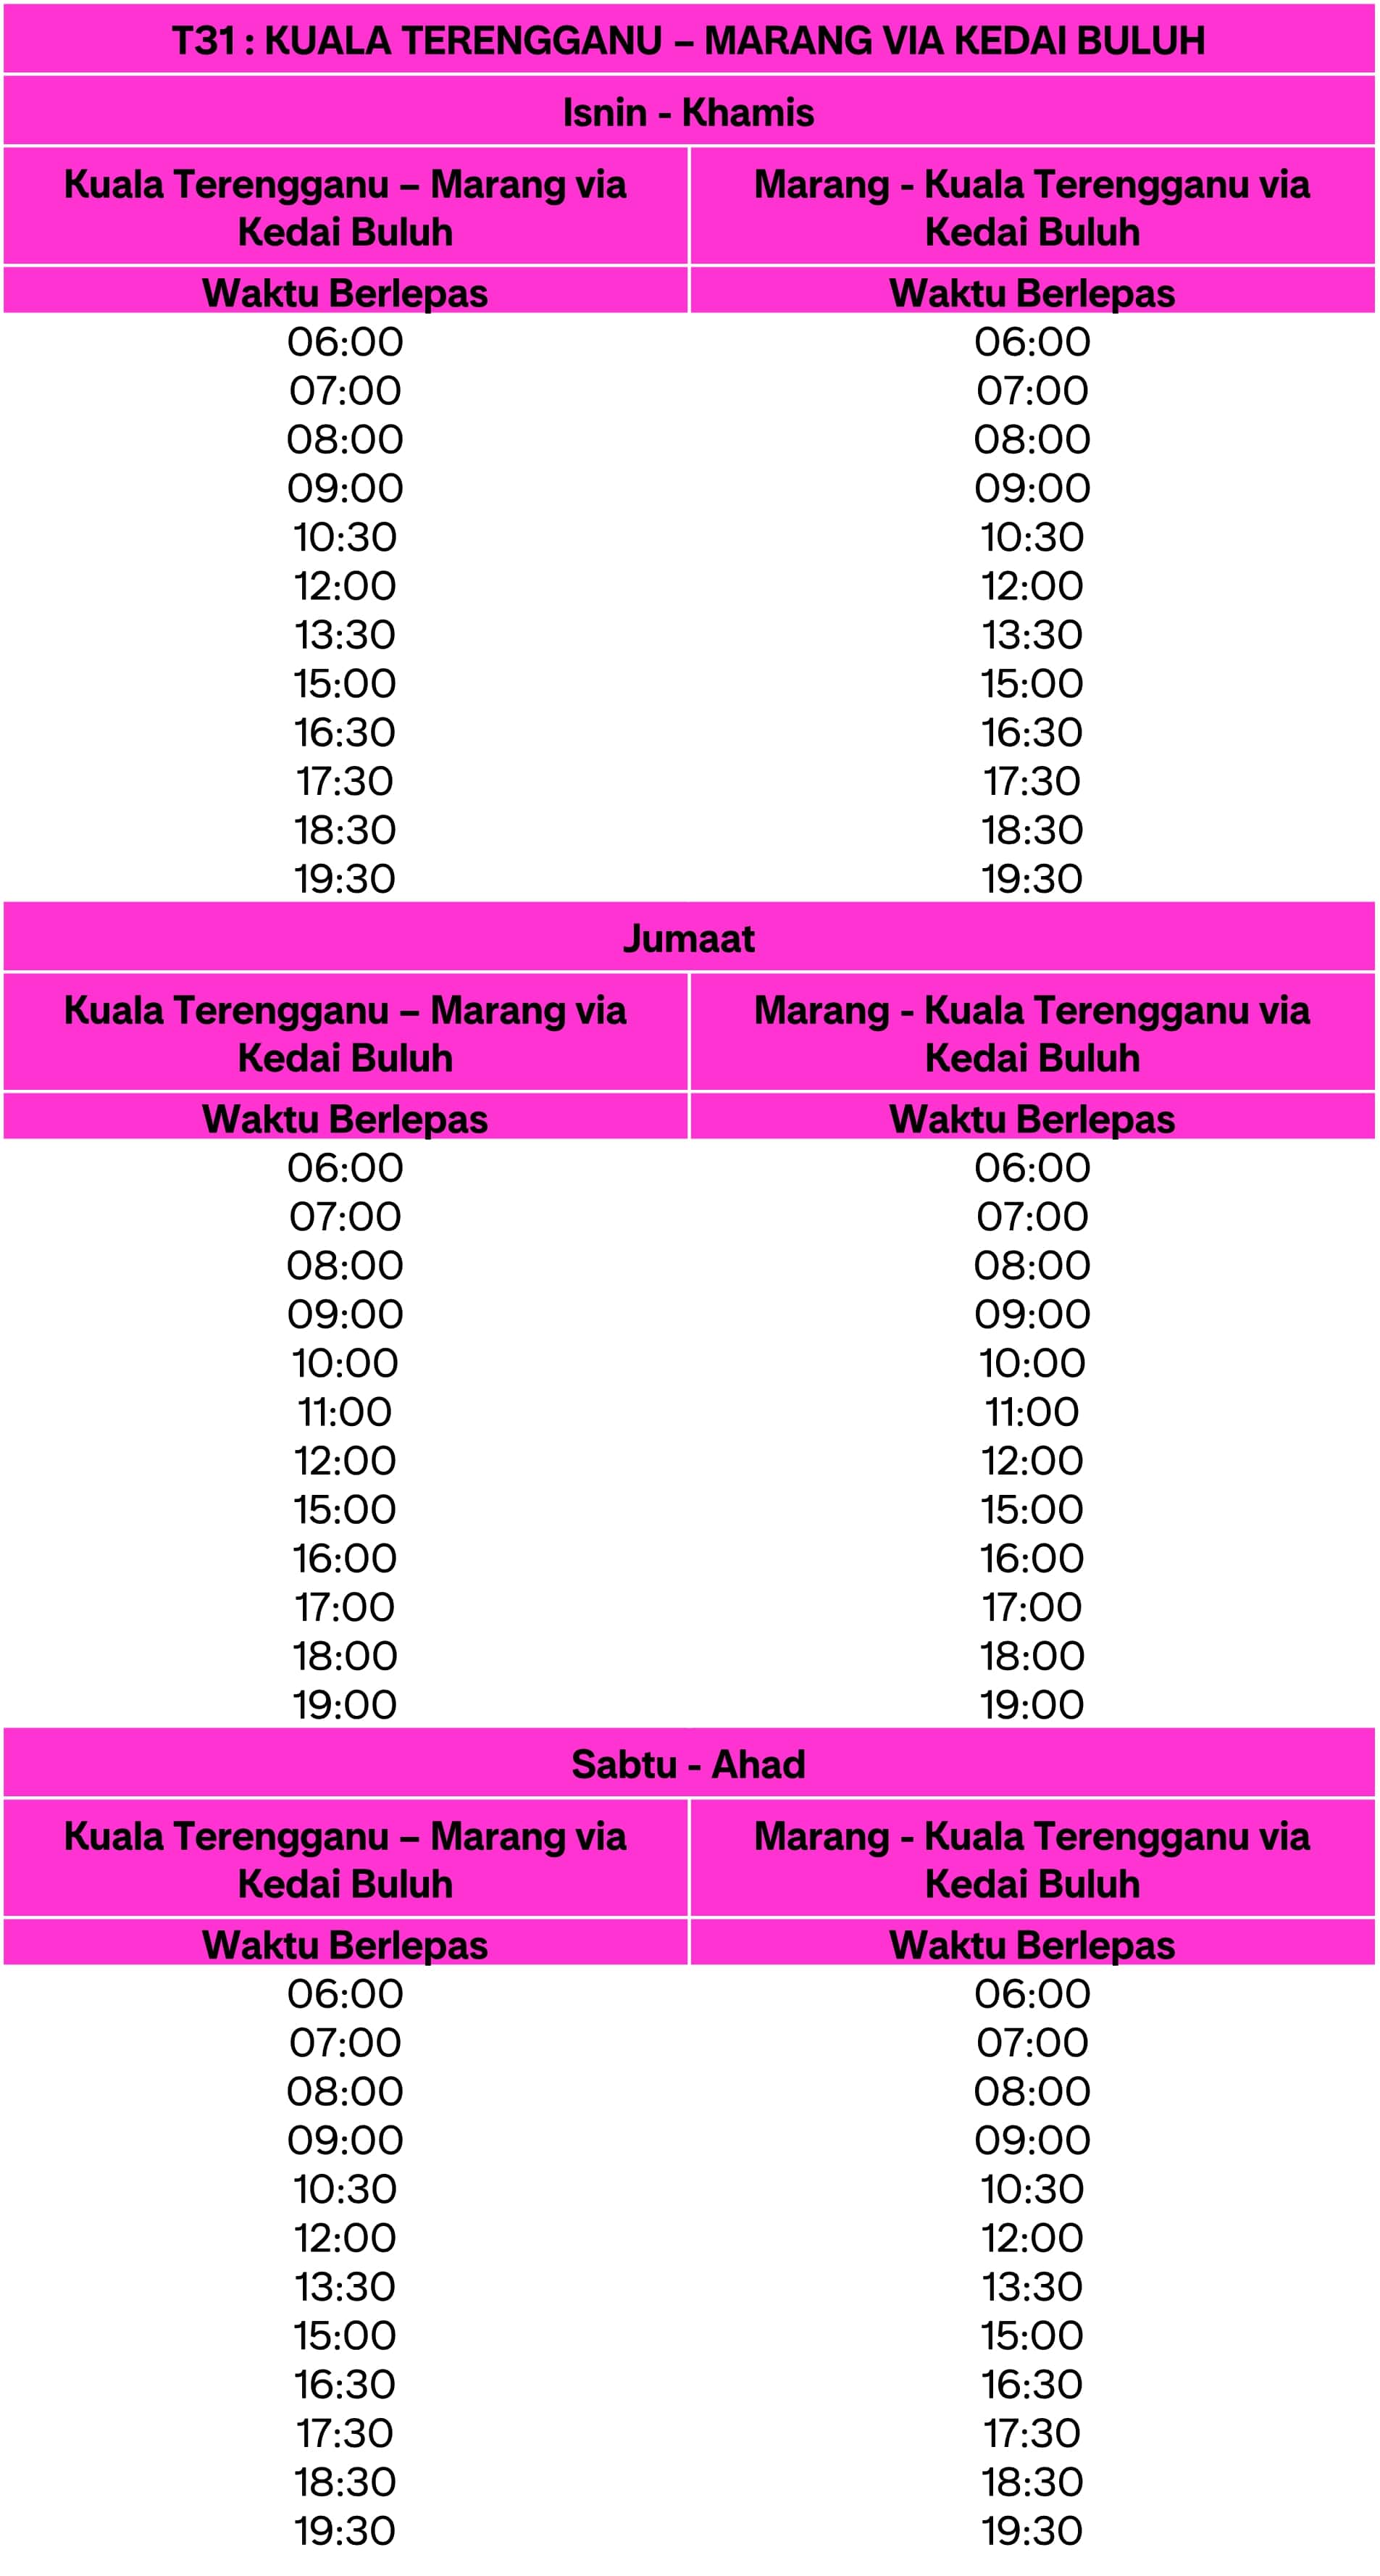 T31 : KUALA TERENGGANU – MARANG VIA KEDAI BULUH
Isnin - Khamis
Kuala Terengganu – Marang via
Kedai Buluh
Marang - Kuala Terengganu via
Kedai Buluh
Waktu Berlepas Waktu Berlepas
06:00 06:00
07:00 07:00
08:00 08:00
09:00 09:00
10:30 10:30
12:00 12:00
13:30 13:30
15:00 15:00
16:30 16:30
17:30 17:30
18:30 18:30
19:30 19:30
Jumaat
Kuala Terengganu – Marang via
Kedai Buluh
Marang - Kuala Terengganu via
Kedai Buluh
Waktu Berlepas Waktu Berlepas
06:00 06:00
07:00 07:00
08:00 08:00
09:00 09:00
10:00 10:00
11:00 11:00
12:00 12:00
15:00 15:00
16:00 16:00
17:00 17:00
18:00 18:00
19:00 19:00
Sabtu - Ahad
Kuala Terengganu – Marang via
Kedai Buluh
Marang - Kuala Terengganu via
Kedai Buluh
Waktu Berlepas Waktu Berlepas
06:00 06:00
07:00 07:00
08:00 08:00
09:00 09:00
10:30 10:30
12:00 12:00
13:30 13:30
15:00 15:00
16:30 16:30
17:30 17:30
18:30 18:30
19:30 19:30